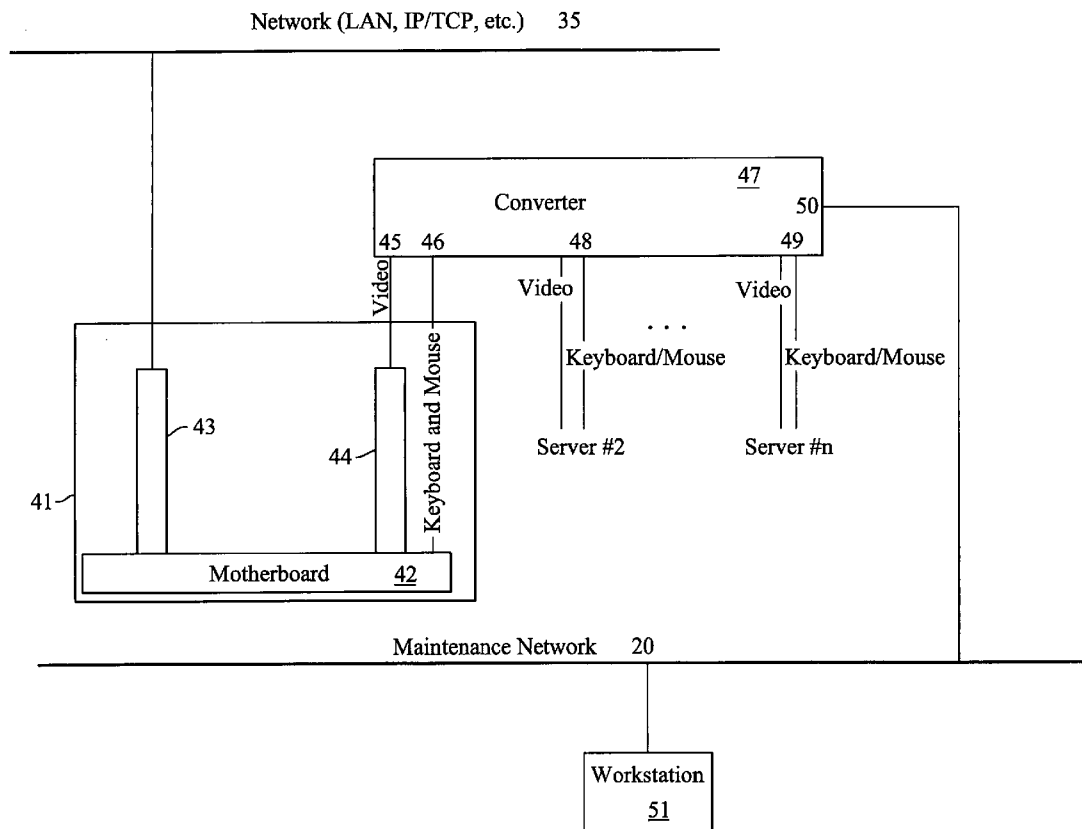 Network (LAN, IP/TCP, etc.) 35
47
Converter
50
45 46 48 49
Video
Video
Video
Keyboard and Mouse
. . .
Keyboard/Mouse
Keyboard/Mouse
43
44
41
Server #2
Server #n
Motherboard 42
Maintenance Network 20
Workstation
51